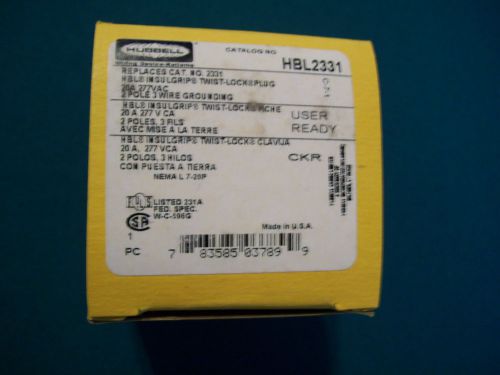 HUBBELL
Wiring Device-Kellems
CATALOG NO.
HBL2331
REPLACES CAT. NO. 2331
HBL® INSULGRIP® TWIST-LOCK® PLUG
20A 277VAC
2 POLE 3 WIRE GROUNDING
HBL® INSULGRIP® TWIST-LOCK® FICHE
20 A 277 V CA
2 POLES, 3 FILS
AVEC MISE A LA TERRE
USER
READY
HBL® INSULGRIP® TWIST-LOCK® CLAVIJA
20 A, 277 VCA
2 POLOS, 3 HILOS
CON PUESTA A TIERRA
CKR
NEMA L 7-20P
LISTED 231A
FED. SPEC.
W-C-596G
Made in U.S.A.
1
PC
7 83585 03789 9